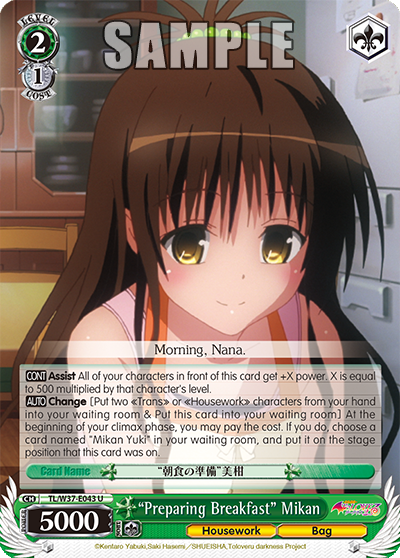 LEVEL
2
1
COST
SAMPLE
Morning, Nana.
CONT Assist All of your characters in front of this card get +X power. X is equal
to 500 multiplied by that character's level.
AUTO Change [Put two «Trans» or «Housework» characters from your hand
into your waiting room & Put this card into your waiting room] At the
beginning of your climax phase, you may pay the cost. If you do, choose a
card named "Mikan Yuki" in your waiting room, and put it on the stage
position that this card was on.
Card Name
"朝食の準備"美柑
CH TL/W37-E043 U
POWER
5000
"Preparing Breakfast" Mikan
Housework
Bag
©Kentaro Yabuki,Saki Hasemi／SHUEISHA,Toloveru darkness Project